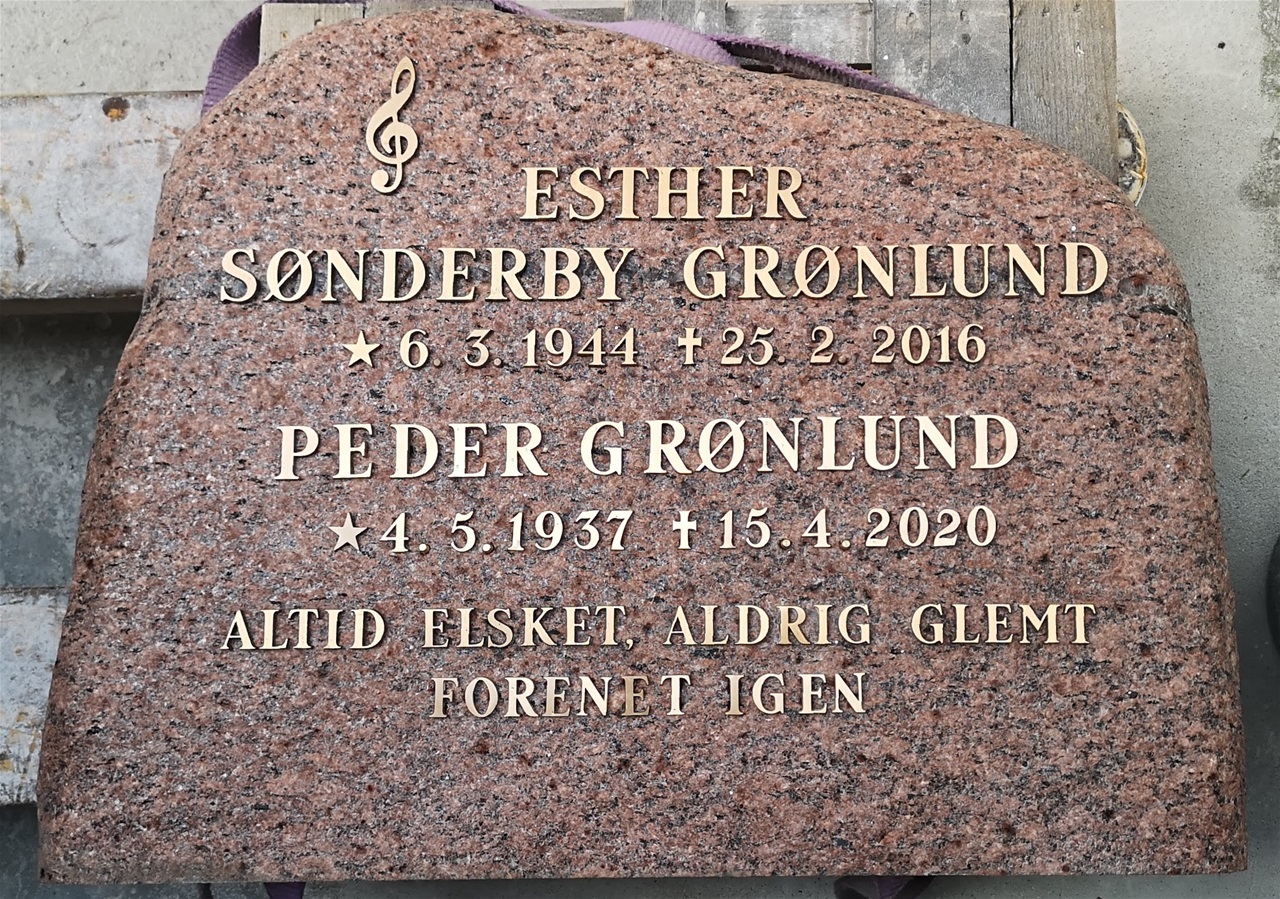 ESTHER
SØNDERBY GRØNLUND
★ 6. 3. 1944 ✝ 25. 2. 2016
PEDER GRØNLUND
★ 4. 5. 1937 ✝ 15. 4. 2020
ALTID ELSKET, ALDRIG GLEMT
FORENET IGEN